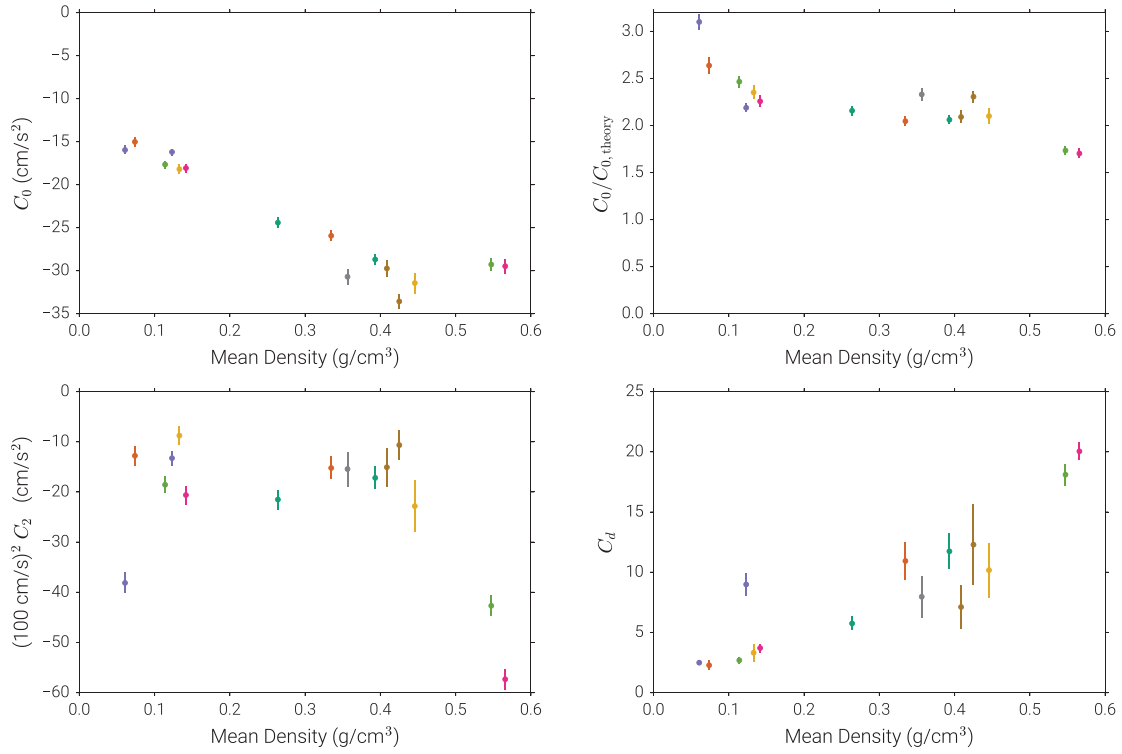 0
−5
−10
−15
−20
−25
−30
−35
C₀ (cm/s²)
0.0 0.1 0.2 0.3 0.4 0.5 0.6
Mean Density (g/cm³)
3.0
2.5
2.0
1.5
1.0
0.5
0.0
C₀/C₀,theory
0.0 0.1 0.2 0.3 0.4 0.5 0.6
Mean Density (g/cm³)
0
−10
−20
−30
−40
−50
−60
(100 cm/s)² C₂ (cm/s²)
0.0 0.1 0.2 0.3 0.4 0.5 0.6
Mean Density (g/cm³)
25
20
15
10
5
0
C_d
0.0 0.1 0.2 0.3 0.4 0.5 0.6
Mean Density (g/cm³)